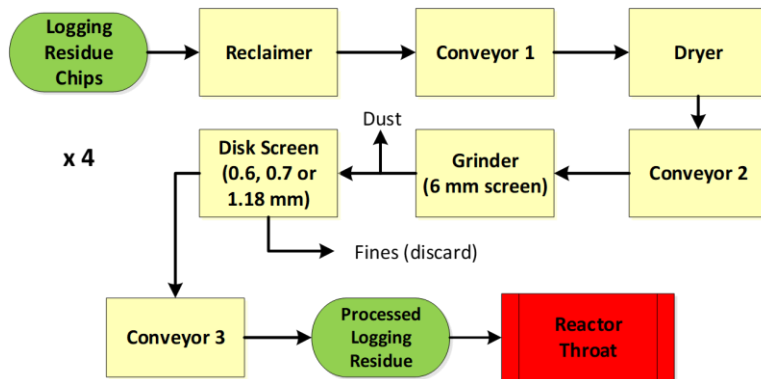 Logging
Residue
Chips
Reclaimer
Conveyor 1
Dryer
x 4
Dust
Disk Screen
(0.6, 0.7 or
1.18 mm)
Grinder
(6 mm screen)
Conveyor 2
Fines (discard)
Conveyor 3
Processed
Logging
Residue
Reactor
Throat